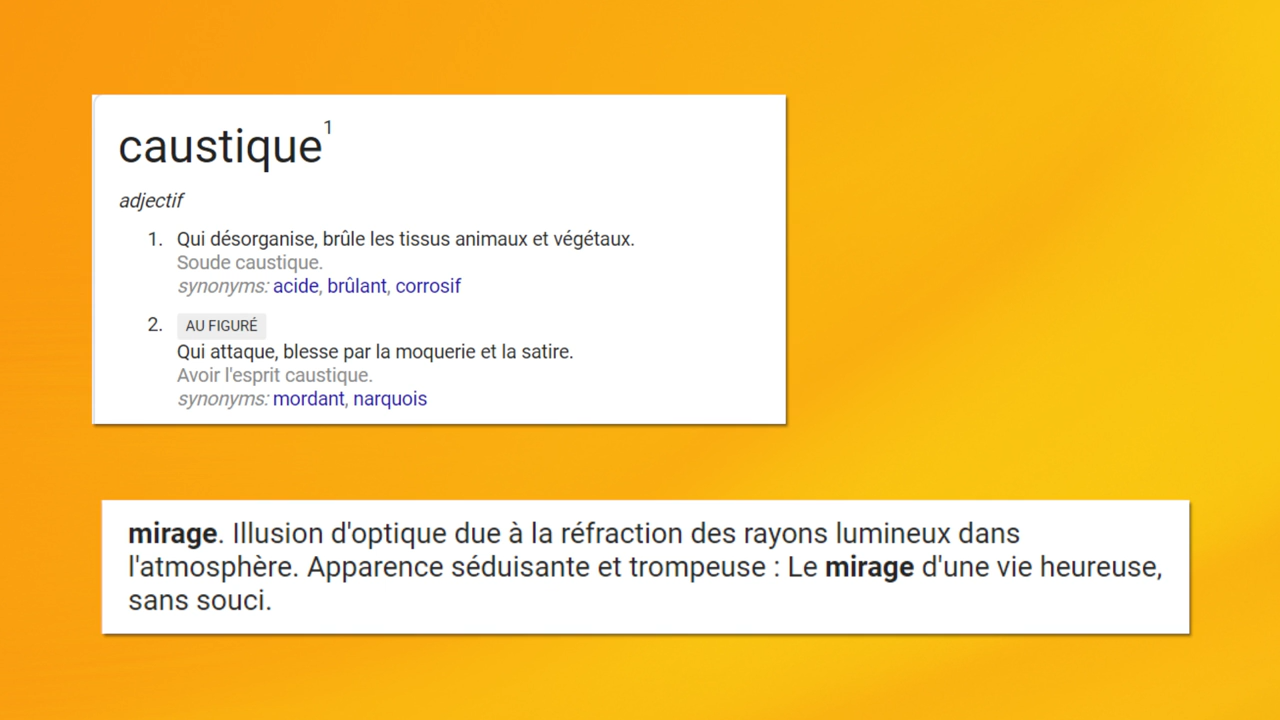 caustique1
adjectif
1. Qui désorganise, brûle les tissus animaux et végétaux.
Soude caustique.
synonyms: acide, brûlant, corrosif
2. AU FIGURÉ
Qui attaque, blesse par la moquerie et la satire.
Avoir l'esprit caustique.
synonyms: mordant, narquois
mirage. Illusion d'optique due à la réfraction des rayons lumineux dans
l'atmosphère. Apparence séduisante et trompeuse : Le mirage d'une vie heureuse,
sans souci.